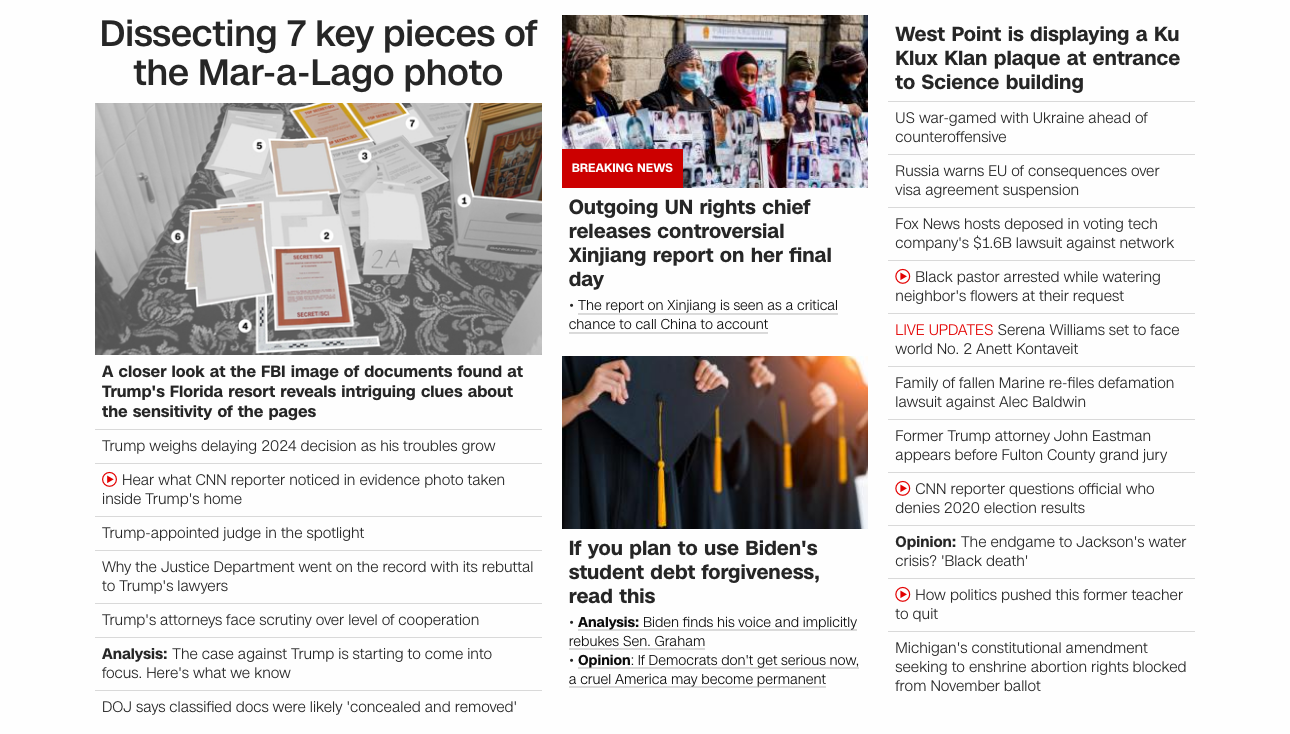 Dissecting 7 key pieces of
the Mar-a-Lago photo
5
7
3
1
6
2
2A
SECRET/SCI
SECRET/SCI
4
TIME
A closer look at the FBI image of documents found at
Trump's Florida resort reveals intriguing clues about
the sensitivity of the pages
Trump weighs delaying 2024 decision as his troubles grow
Hear what CNN reporter noticed in evidence photo taken
inside Trump's home
Trump-appointed judge in the spotlight
Why the Justice Department went on the record with its rebuttal
to Trump's lawyers
Trump's attorneys face scrutiny over level of cooperation
Analysis: The case against Trump is starting to come into
focus. Here's what we know
DOJ says classified docs were likely 'concealed and removed'
BREAKING NEWS
Outgoing UN rights chief
releases controversial
Xinjiang report on her final
day
• The report on Xinjiang is seen as a critical
chance to call China to account
If you plan to use Biden's
student debt forgiveness,
read this
• Analysis: Biden finds his voice and implicitly
rebukes Sen. Graham
• Opinion: If Democrats don't get serious now,
a cruel America may become permanent
West Point is displaying a Ku
Klux Klan plaque at entrance
to Science building
US war-gamed with Ukraine ahead of
counteroffensive
Russia warns EU of consequences over
visa agreement suspension
Fox News hosts deposed in voting tech
company's $1.6B lawsuit against network
Black pastor arrested while watering
neighbor's flowers at their request
LIVE UPDATES Serena Williams set to face
world No. 2 Anett Kontaveit
Family of fallen Marine re-files defamation
lawsuit against Alec Baldwin
Former Trump attorney John Eastman
appears before Fulton County grand jury
CNN reporter questions official who
denies 2020 election results
Opinion: The endgame to Jackson's water
crisis? 'Black death'
How politics pushed this former teacher
to quit
Michigan's constitutional amendment
seeking to enshrine abortion rights blocked
from November ballot